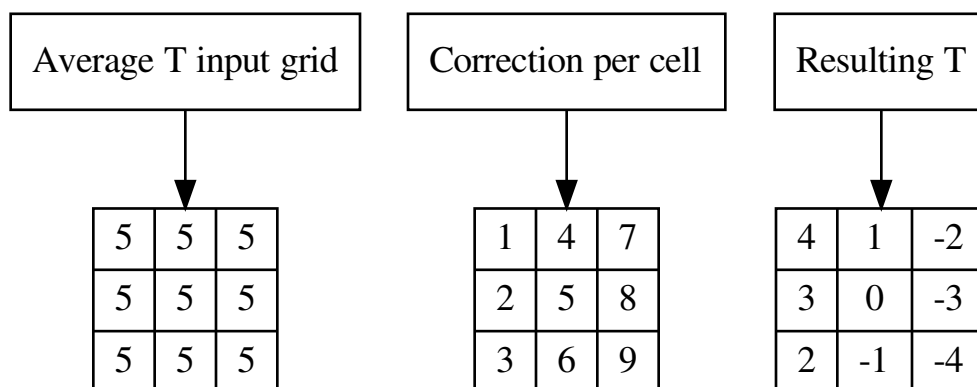 Average T input grid
Correction per cell
Resulting T
5 5 5
5 5 5
5 5 5
1 4 7
2 5 8
3 6 9
4 1 -2
3 0 -3
2 -1 -4